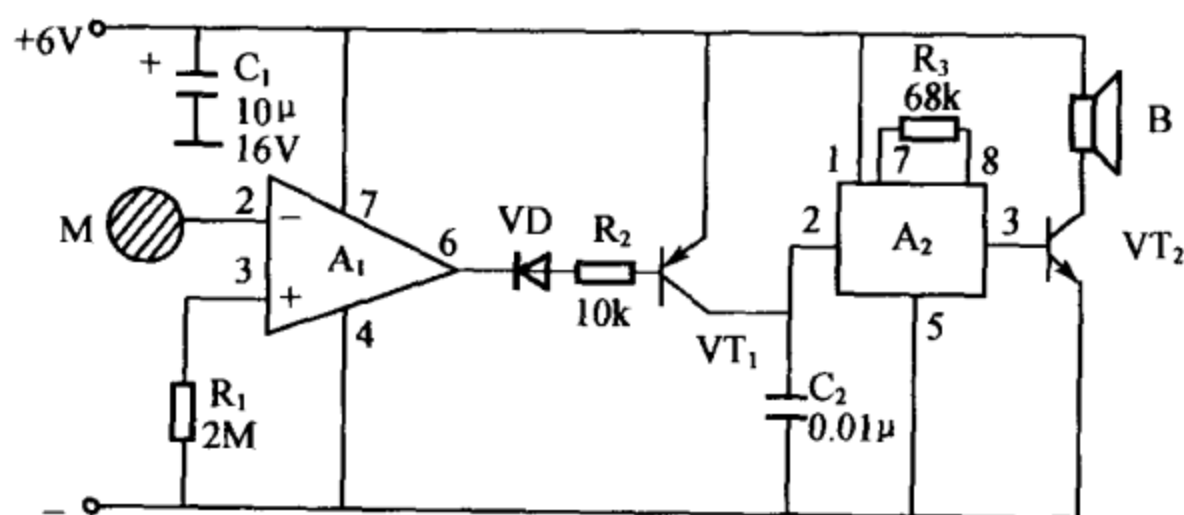 +6V
+
C₁
10μ
16V
M
2
−
7
A₁
3
+
4
6
VD
R₂
10k
VT₁
R₁
2M
C₂
0.01μ
R₃
68k
1
7
8
2
A₂
3
5
B
VT₂
−